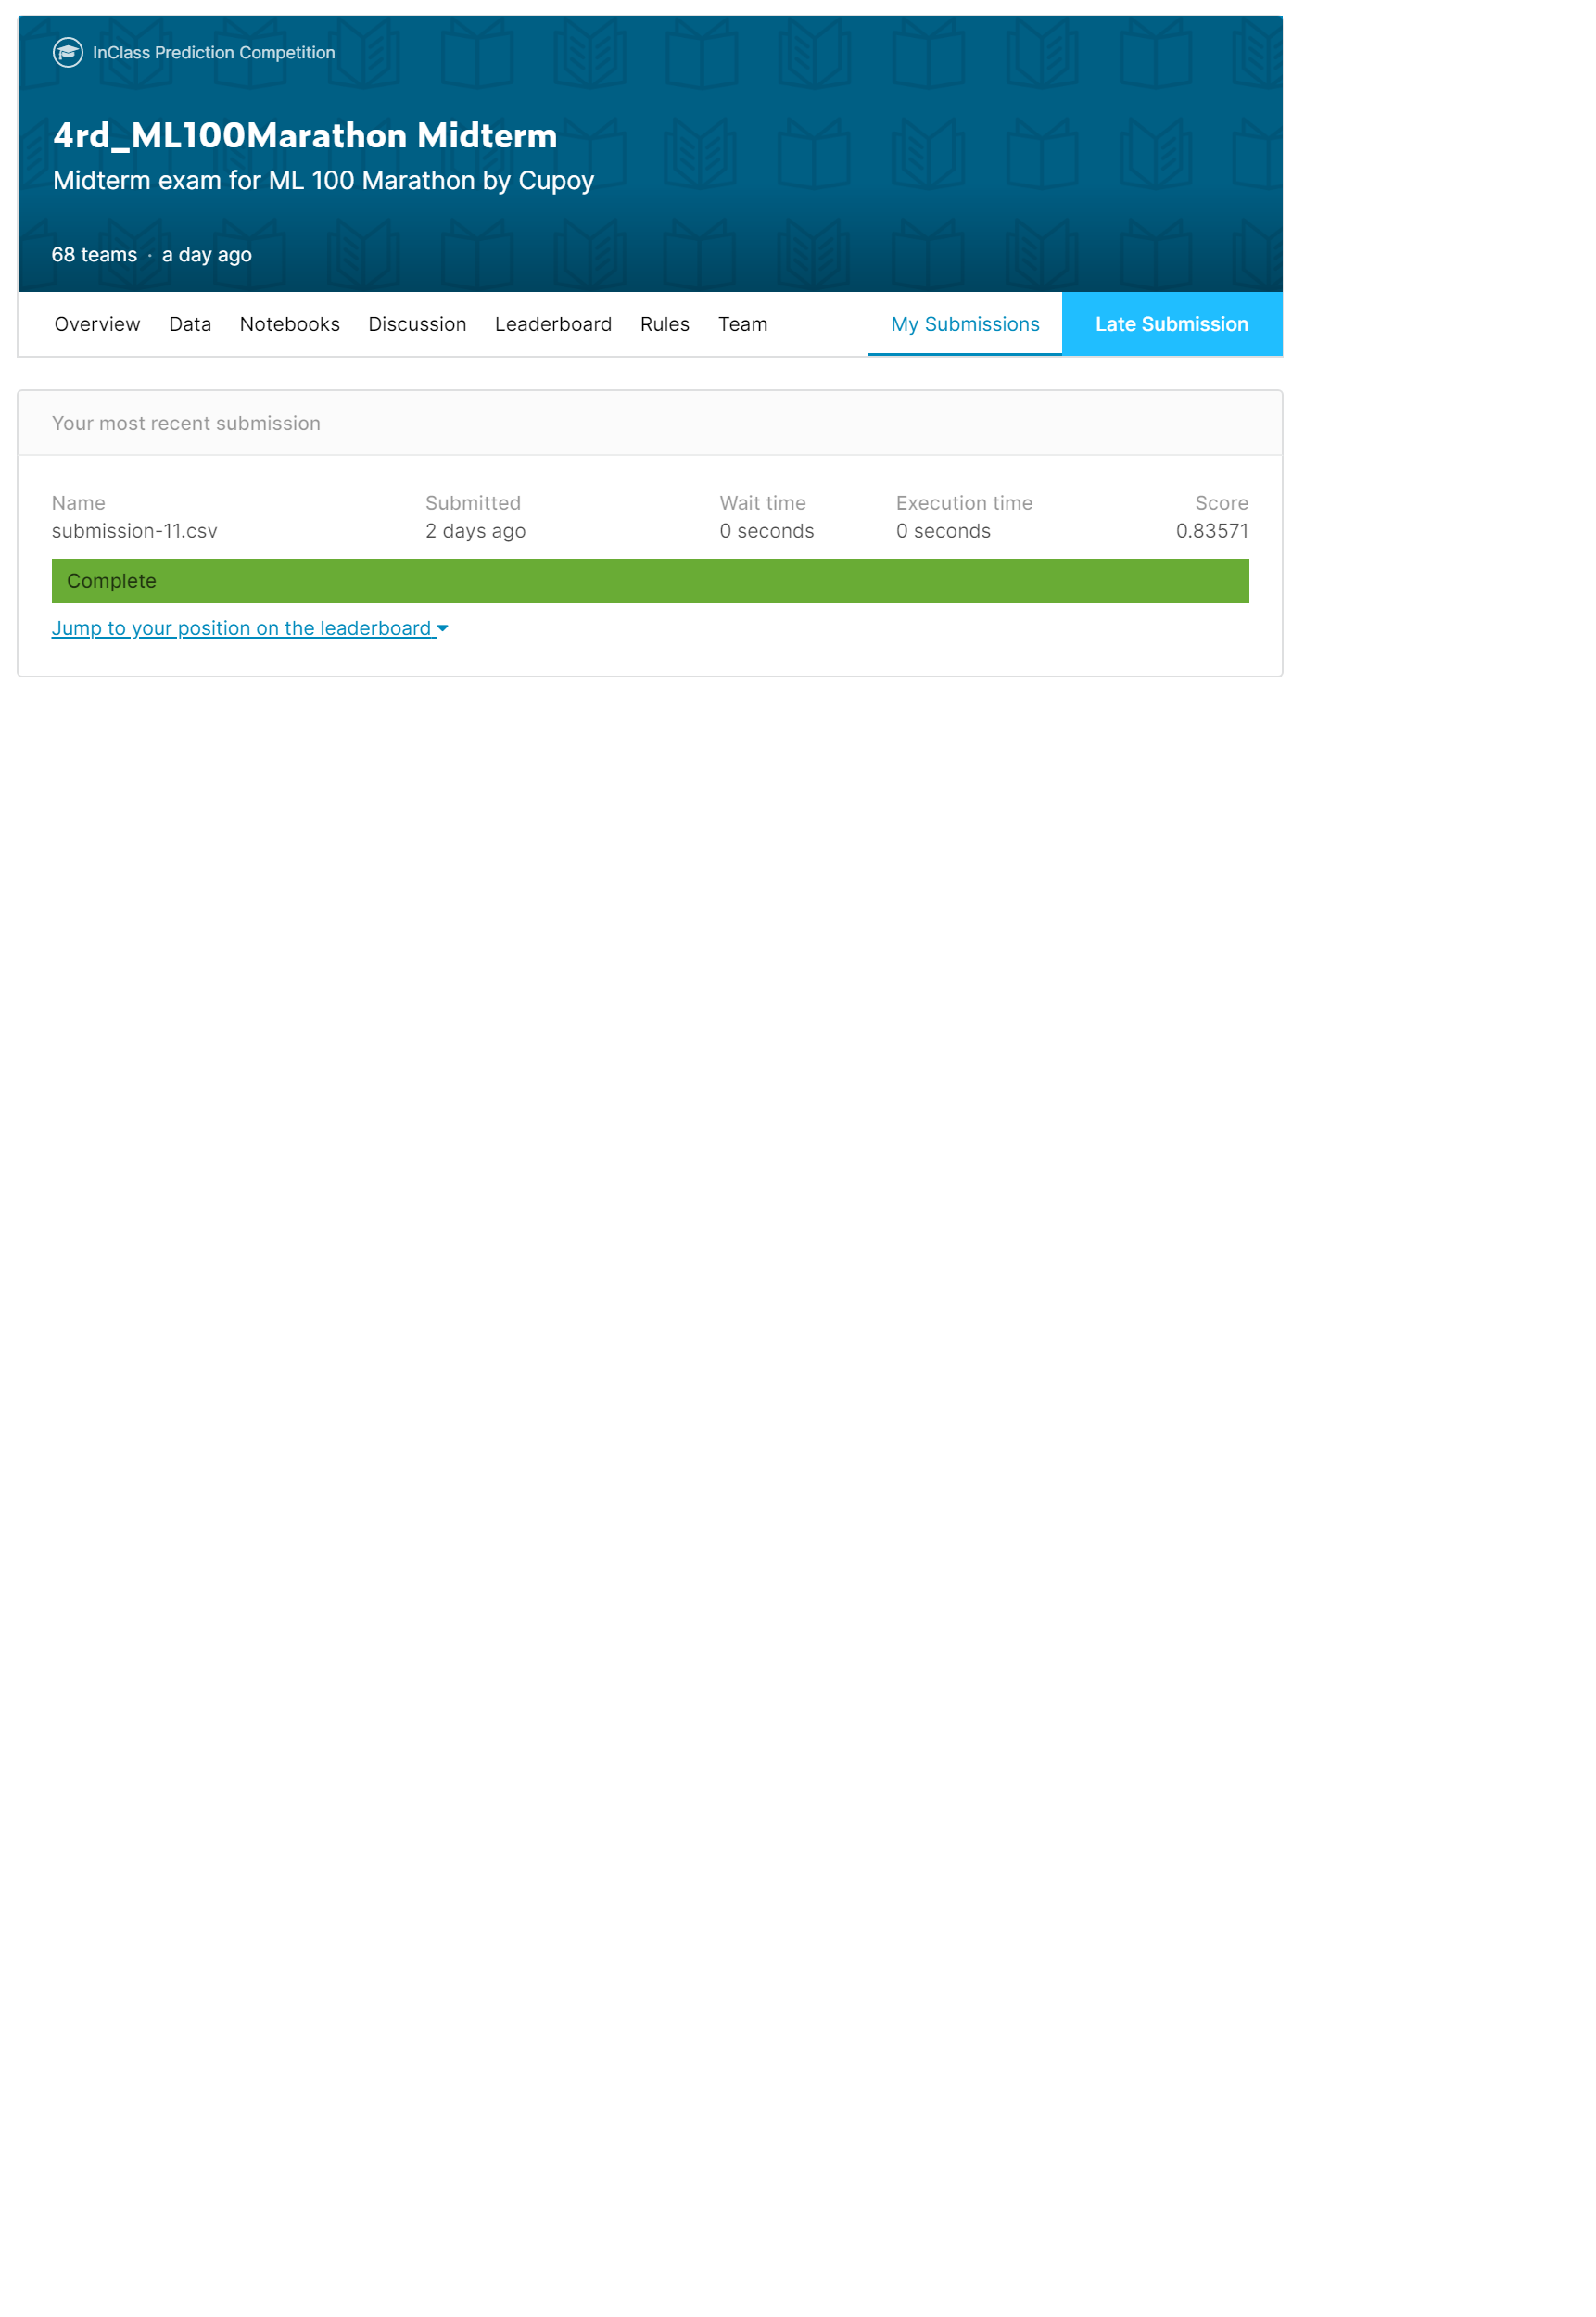 InClass Prediction Competition
4rd_ML100Marathon Midterm
Midterm exam for ML 100 Marathon by Cupoy
68 teams · a day ago
Overview Data Notebooks Discussion Leaderboard Rules Team My Submissions Late Submission
Your most recent submission
Name Submitted Wait time Execution time Score
submission-11.csv 2 days ago 0 seconds 0 seconds 0.83571
Complete
Jump to your position on the leaderboard